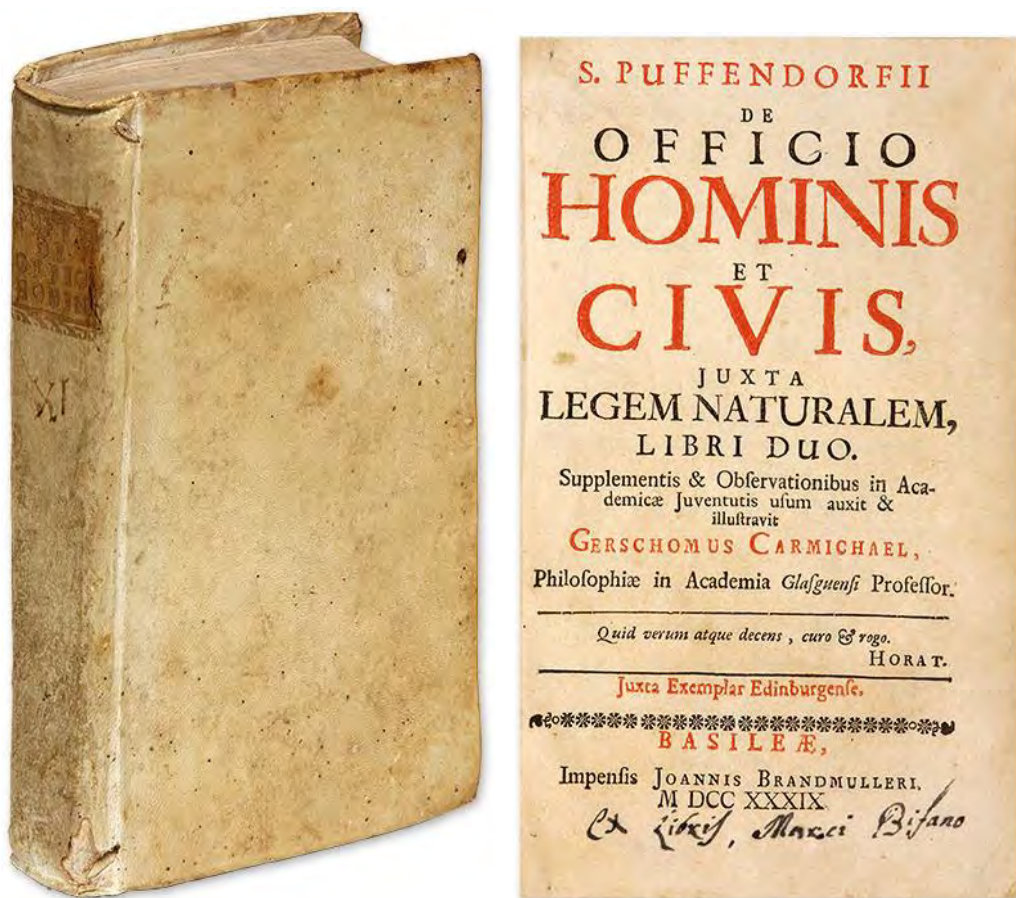 XI
S. PUFFENDORFII
DE
OFFICIO
HOMINIS
ET
CIVIS,
JUXTA
LEGEM NATURALEM,
LIBRI DUO.
Supplementis & Obſervationibus in Aca-
demicæ Juventutis uſum auxit &
illuſtravit
GERSCHOMUS CARMICHAEL,
Philoſophiæ in Academia Glaſguenſi Profeſſor.
Quid verum atque decens, curo & rogo.
HORAT.
Juxta Exemplar Edinburgenſe.
BASILEÆ,
Impenſis JOANNIS BRANDMULLERI.
M DCC XXXIX
Ex Libris, Marci Biſano